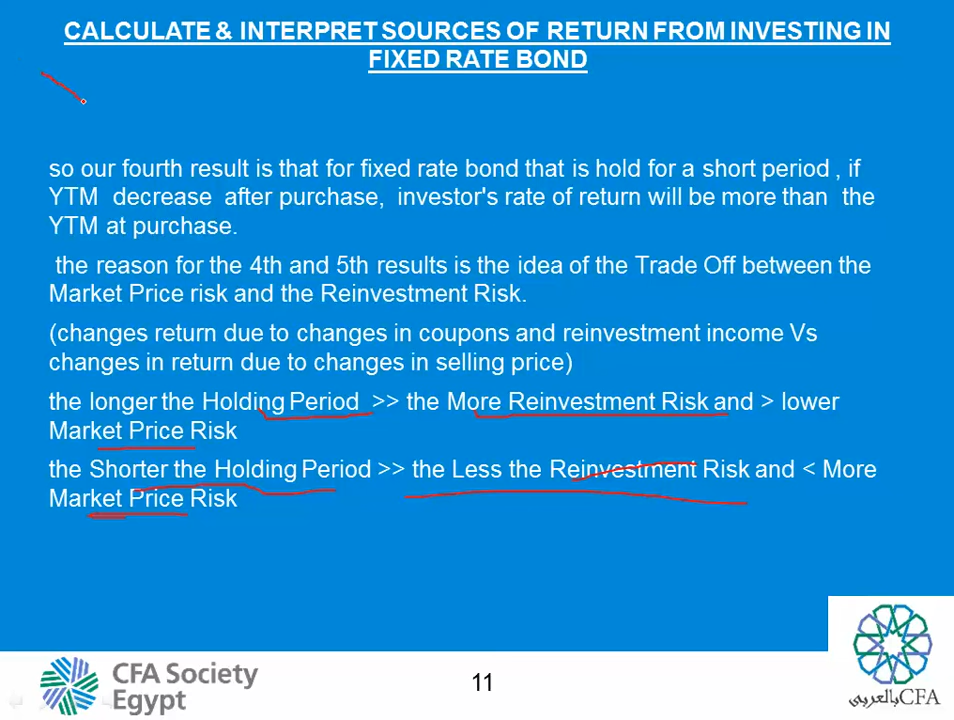 CALCULATE & INTERPRET SOURCES OF RETURN FROM INVESTING IN
FIXED RATE BOND
so our fourth result is that for fixed rate bond that is hold for a short period , if
YTM decrease after purchase, investor's rate of return will be more than the
YTM at purchase.
the reason for the 4th and 5th results is the idea of the Trade Off between the
Market Price risk and the Reinvestment Risk.
(changes return due to changes in coupons and reinvestment income Vs
changes in return due to changes in selling price)
the longer the Holding Period >> the More Reinvestment Risk and > lower
Market Price Risk
the Shorter the Holding Period >> the Less the Reinvestment Risk and < More
Market Price Risk
CFA Society
Egypt
11
CFA بالعربي